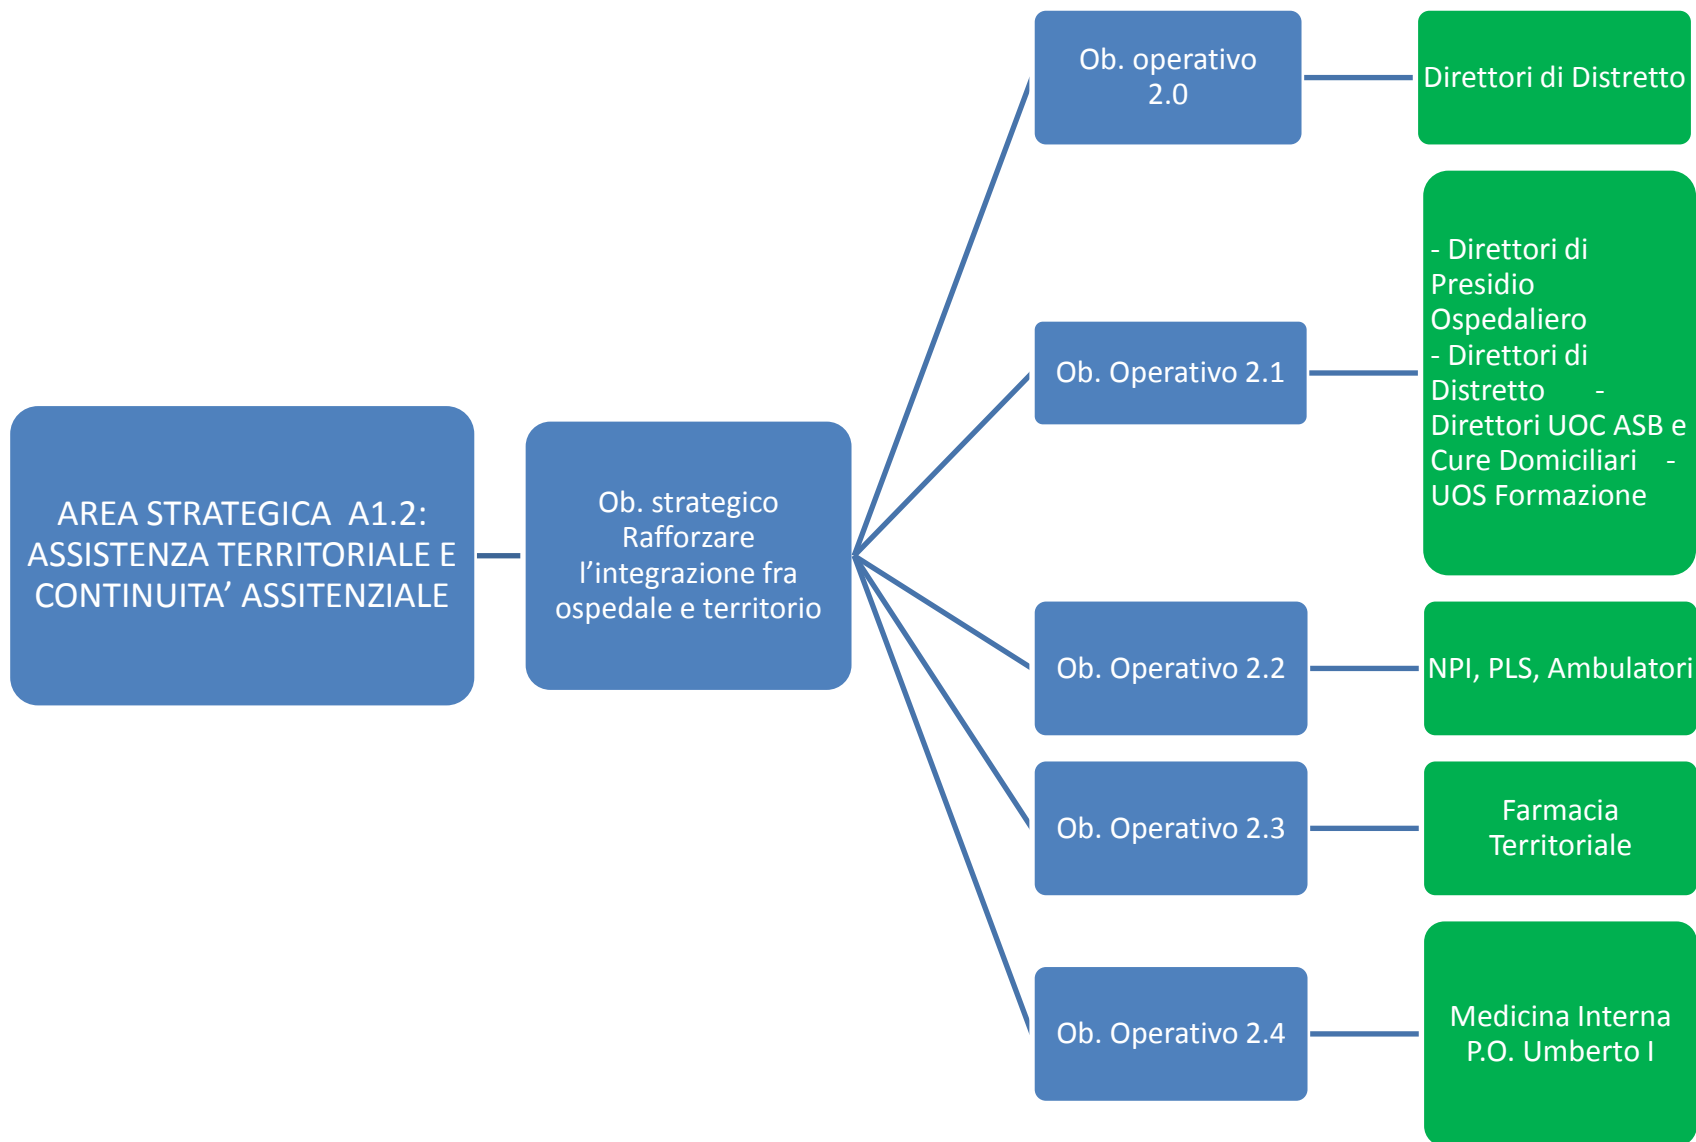 AREA STRATEGICA  A1.2:
ASSISTENZA TERRITORIALE E
CONTINUITA’ ASSITENZIALE
Ob. strategico
Rafforzare
l’integrazione fra
ospedale e territorio
Ob. operativo
2.0
Direttori di Distretto
Ob. Operativo 2.1
- Direttori di
Presidio
Ospedaliero
- Direttori di
Distretto      -
Direttori UOC ASB e
Cure Domiciliari    -
UOS Formazione
Ob. Operativo 2.2
NPI, PLS, Ambulatori
Ob. Operativo 2.3
Farmacia
Territoriale
Ob. Operativo 2.4
Medicina Interna
P.O. Umberto I